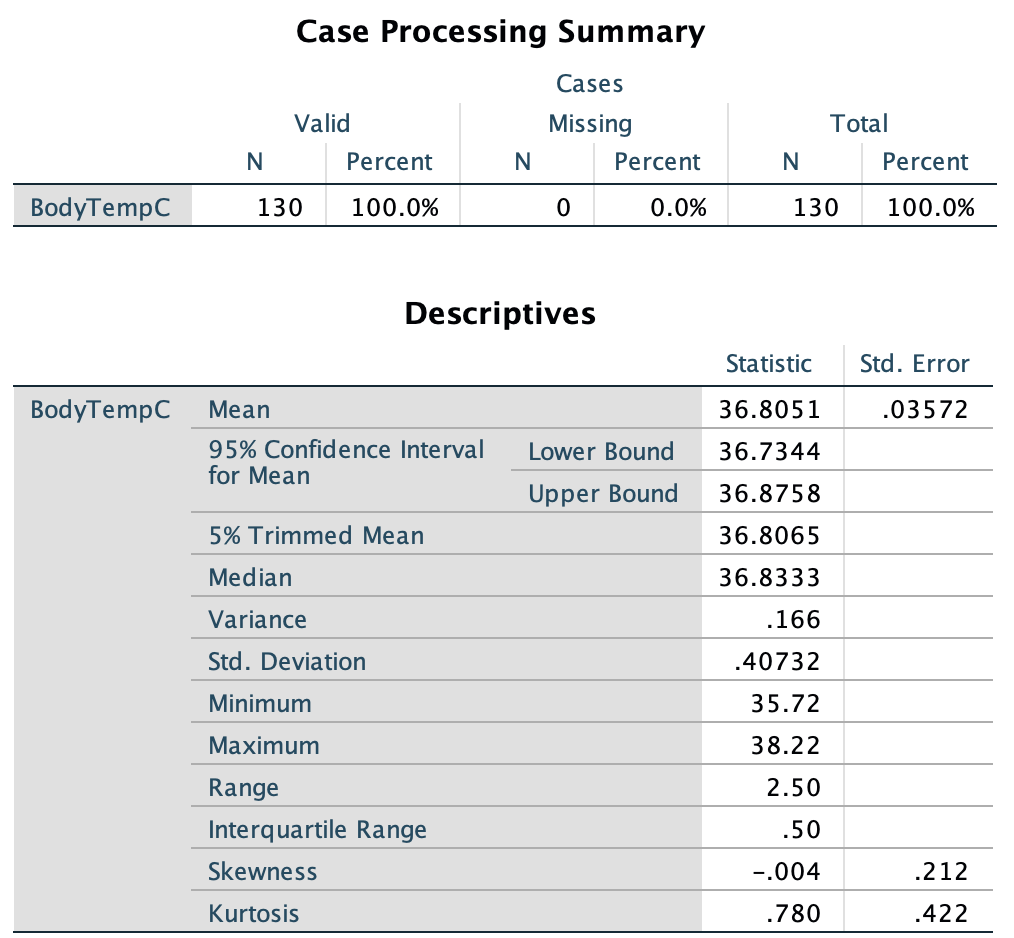 Case Processing Summary
Cases
Valid Missing Total
N Percent N Percent N Percent
BodyTempC 130 100.0% 0 0.0% 130 100.0%
Descriptives
Statistic Std. Error
BodyTempC Mean 36.8051 .03572
95% Confidence Interval for Mean Lower Bound 36.7344
Upper Bound 36.8758
5% Trimmed Mean 36.8065
Median 36.8333
Variance .166
Std. Deviation .40732
Minimum 35.72
Maximum 38.22
Range 2.50
Interquartile Range .50
Skewness -.004 .212
Kurtosis .780 .422